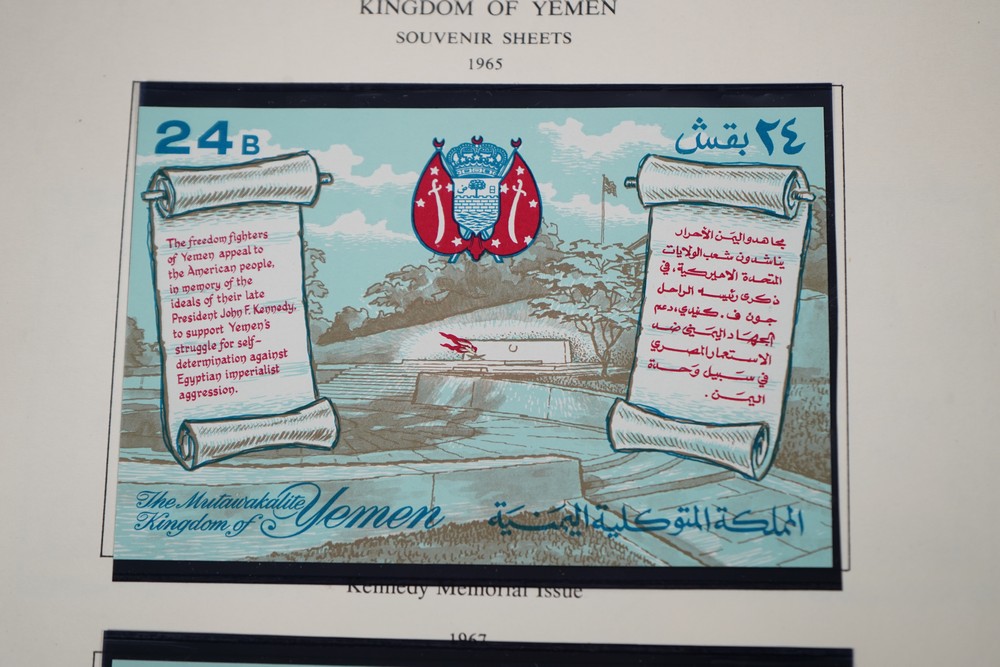 KINGDOM OF YEMEN
SOUVENIR SHEETS
1965
24 B
٢٤ بقش
The freedom fighters
of Yemen appeal to
the American people,
in memory of the
ideals of their late
President John F. Kennedy,
to support Yemen's
struggle for self-
determination against
Egyptian imperialist
aggression.
مجاهدو اليمن الأحرار
يناشدون شعب الولايات
المتحدة الاميركية، في
ذكرى رئيسه الراحل
جون ف. كنيدي، دعم
الجهاد اليمني ضد
الاستعمار المصري
في سبيل وحدة
اليمن.
The Mutawakalite
Kingdom of Yemen
المملكة المتوكلية اليمنية
Kennedy Memorial Issue
1967